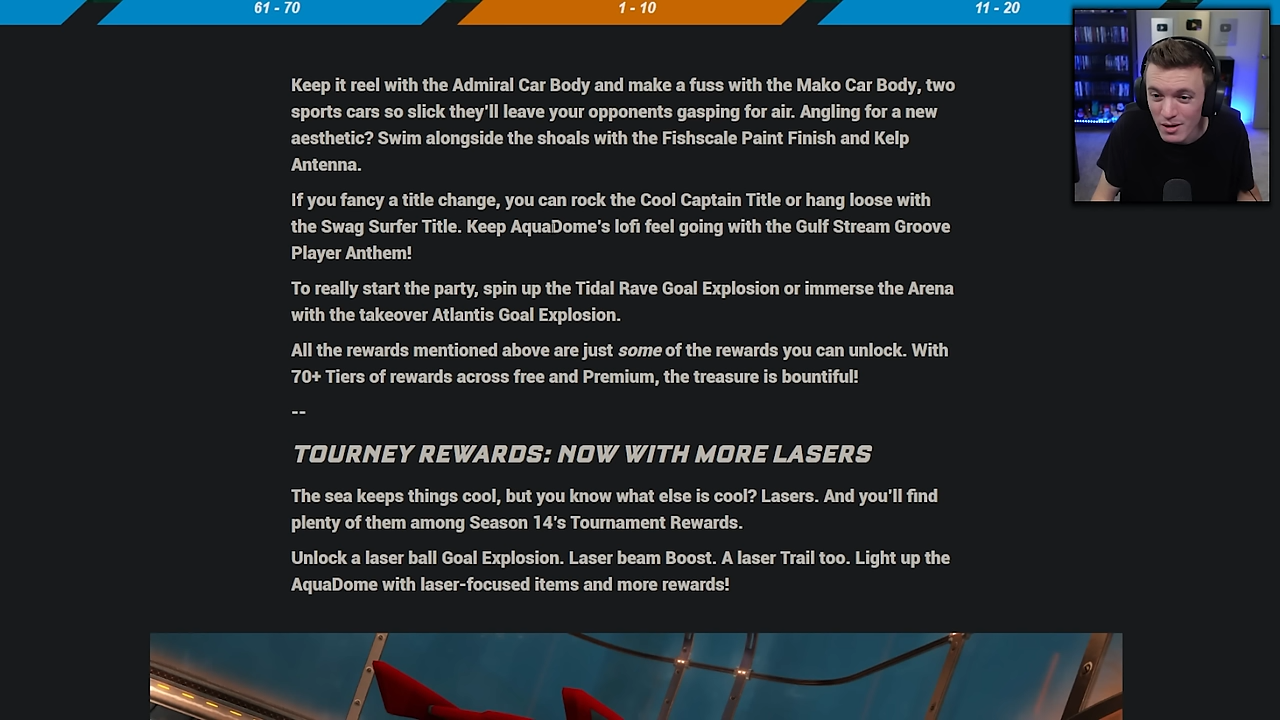 61 - 70
1 - 10
11 - 20
Keep it reel with the Admiral Car Body and make a fuss with the Mako Car Body, two
sports cars so slick they'll leave your opponents gasping for air. Angling for a new
aesthetic? Swim alongside the shoals with the Fishscale Paint Finish and Kelp
Antenna.
If you fancy a title change, you can rock the Cool Captain Title or hang loose with
the Swag Surfer Title. Keep AquaDome's lofi feel going with the Gulf Stream Groove
Player Anthem!
To really start the party, spin up the Tidal Rave Goal Explosion or immerse the Arena
with the takeover Atlantis Goal Explosion.
All the rewards mentioned above are just some of the rewards you can unlock. With
70+ Tiers of rewards across free and Premium, the treasure is bountiful!
--
TOURNEY REWARDS: NOW WITH MORE LASERS
The sea keeps things cool, but you know what else is cool? Lasers. And you'll find
plenty of them among Season 14's Tournament Rewards.
Unlock a laser ball Goal Explosion. Laser beam Boost. A laser Trail too. Light up the
AquaDome with laser-focused items and more rewards!